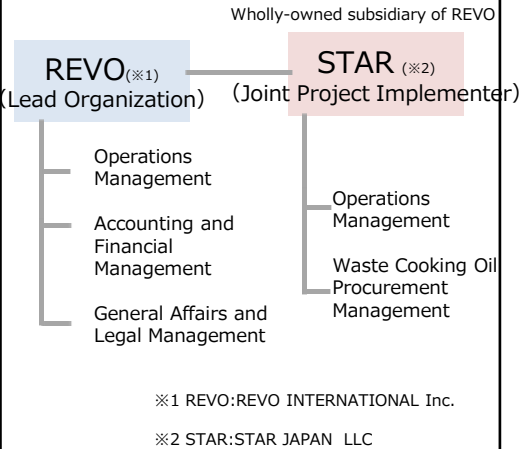 Wholly-owned subsidiary of REVO
REVO(※1)
(Lead Organization)
STAR (※2)
(Joint Project Implementer)
Operations
Management
Accounting and
Financial
Management
General Affairs and
Legal Management
Operations
Management
Waste Cooking Oil
Procurement
Management
※1 REVO:REVO INTERNATIONAL Inc.
※2 STAR:STAR JAPAN LLC